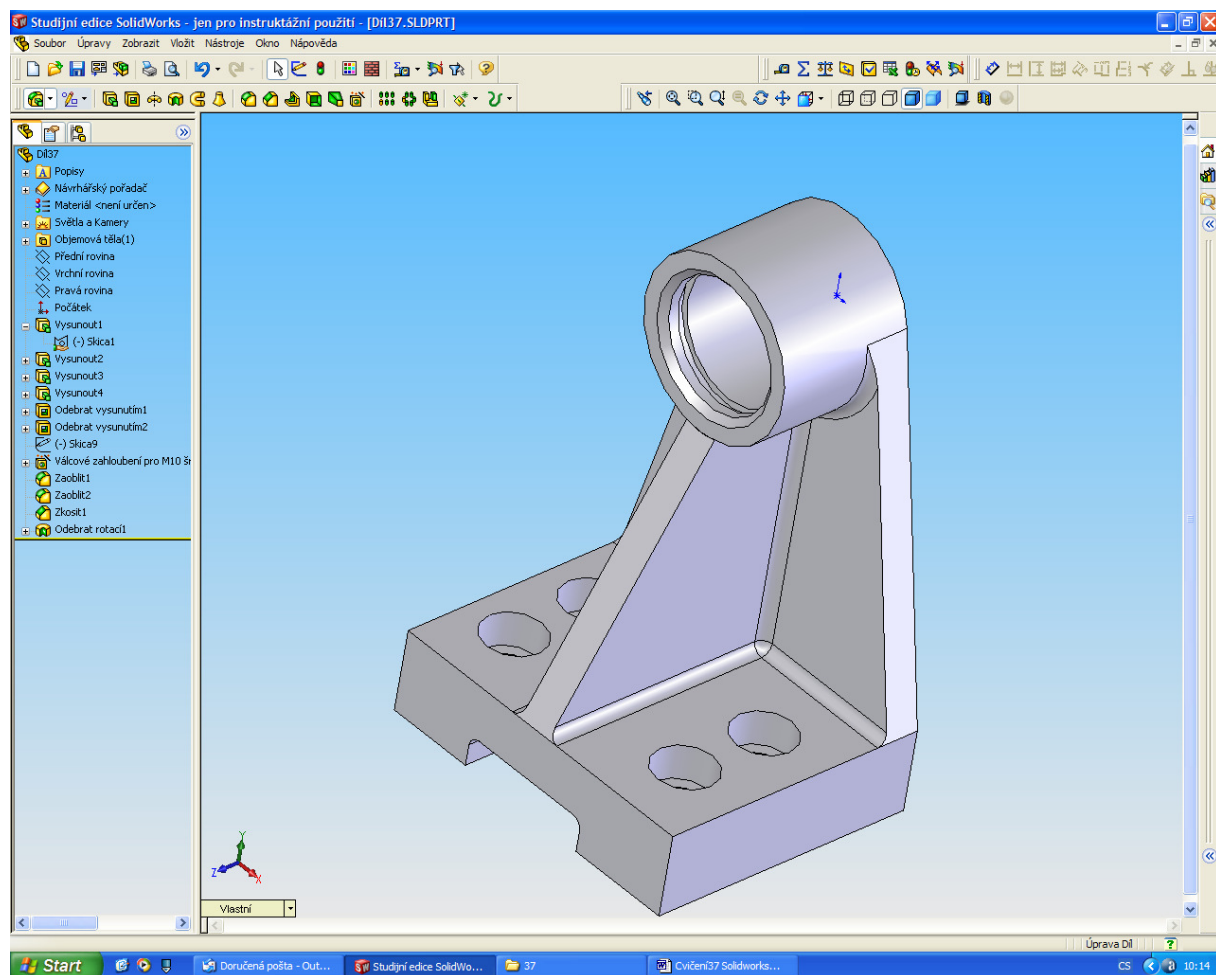 Studijní edice SolidWorks - jen pro instruktážní použití - [Díl37.SLDPRT]
Soubor Úpravy Zobrazit Vložit Nástroje Okno Nápověda
Díl37
Popisy
Návrhářský pořadač
Materiál <není určen>
Světla a Kamery
Objemová těla(1)
Přední rovina
Vrchní rovina
Pravá rovina
Počátek
Vysunout1
(-) Skica1
Vysunout2
Vysunout3
Vysunout4
Odebrat vysunutím1
Odebrat vysunutím2
(-) Skica9
Válcové zahloubení pro M10 šr
Zaoblit1
Zaoblit2
Zkosit1
Odebrat rotací1
Y
Z
X
Vlastní
Úprava Díl
Start
Doručená pošta - Out...
Studijní edice SolidWo...
37
Cvičení37 Solidworks...
CS
10:14